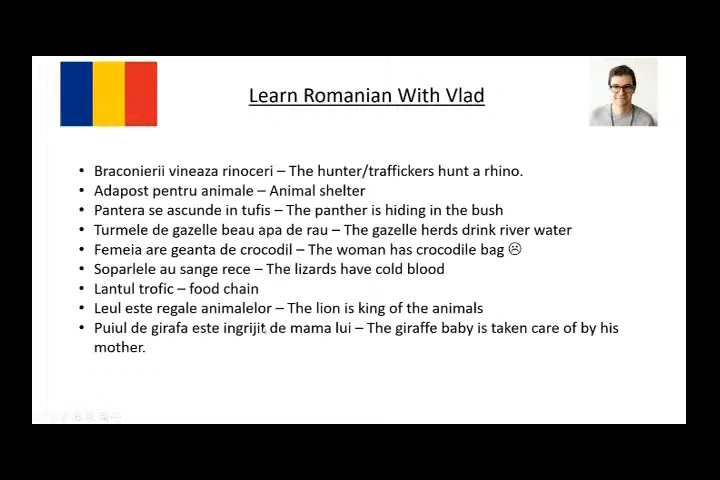 Learn Romanian With Vlad
• Braconierii vineaza rinoceri – The hunter/traffickers hunt a rhino.
• Adapost pentru animale – Animal shelter
• Pantera se ascunde in tufis – The panther is hiding in the bush
• Turmele de gazelle beau apa de rau – The gazelle herds drink river water
• Femeia are geanta de crocodil – The woman has crocodile bag ☹
• Soparlele au sange rece – The lizards have cold blood
• Lantul trofic – food chain
• Leul este regale animalelor – The lion is king of the animals
• Puiul de girafa este ingrijit de mama lui – The giraffe baby is taken care of by his
mother.